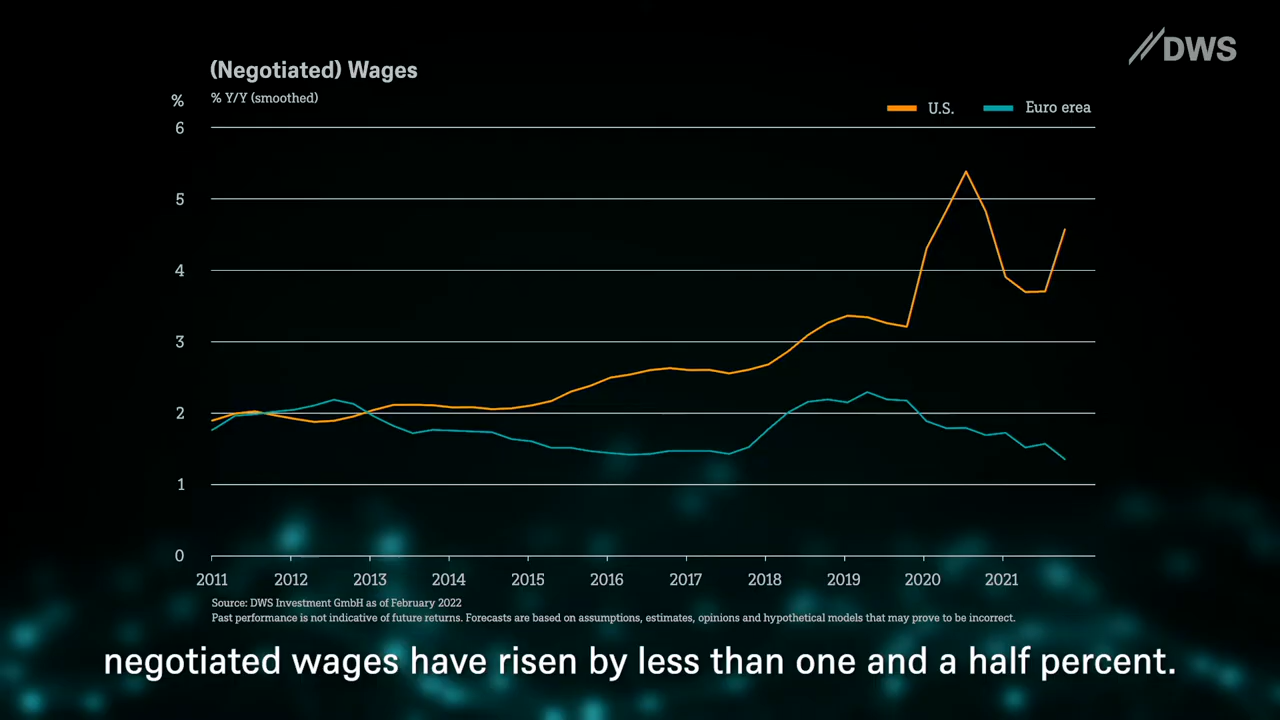 DWS
(Negotiated) Wages
% % Y/Y (smoothed)
U.S. Euro erea
6
5
4
3
2
1
0
2011 2012 2013 2014 2015 2016 2017 2018 2019 2020 2021
Source: DWS Investment GmbH as of February 2022
Past performance is not indicative of future returns. Forecasts are based on assumptions, estimates, opinions and hypothetical models that may prove to be incorrect.
negotiated wages have risen by less than one and a half percent.